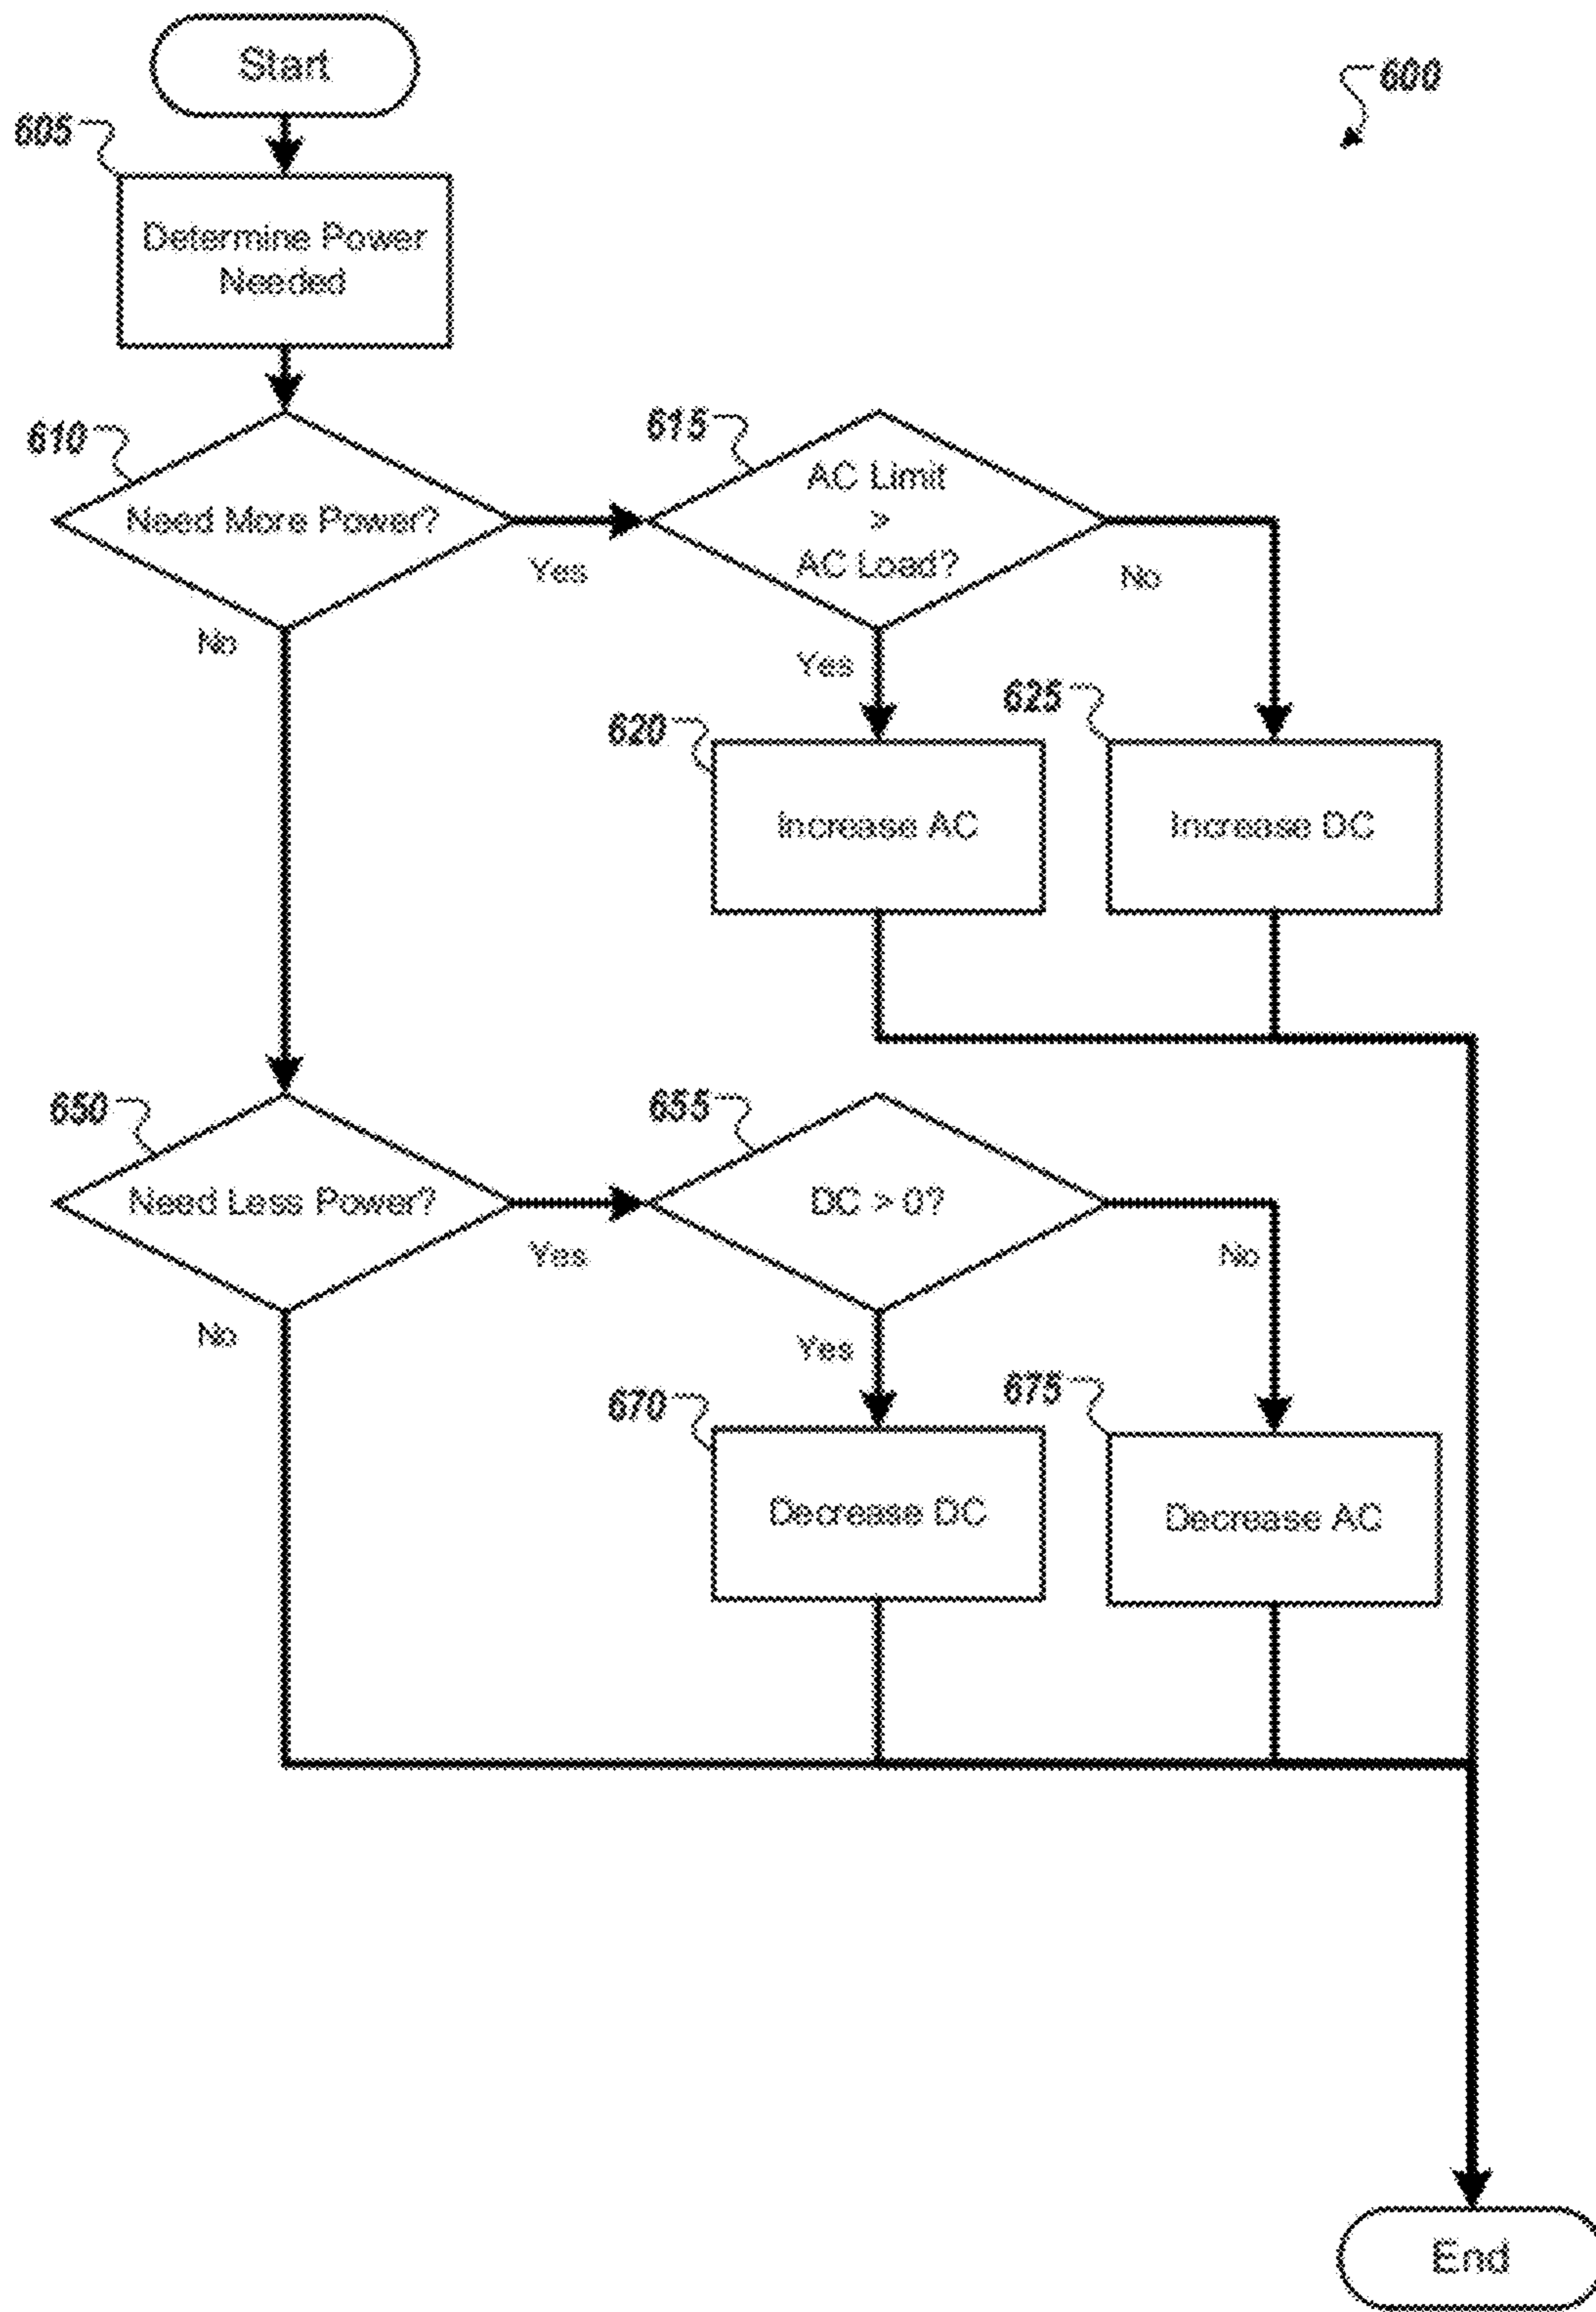 Start
600
605
Determine Power
Needed
610
Need More Power?
Yes
No
615
AC Limit
>
AC Load?
No
Yes
620
Increase AC
625
Increase DC
650
Need Less Power?
Yes
No
655
DC > 0?
No
Yes
670
Decrease DC
675
Decrease AC
End